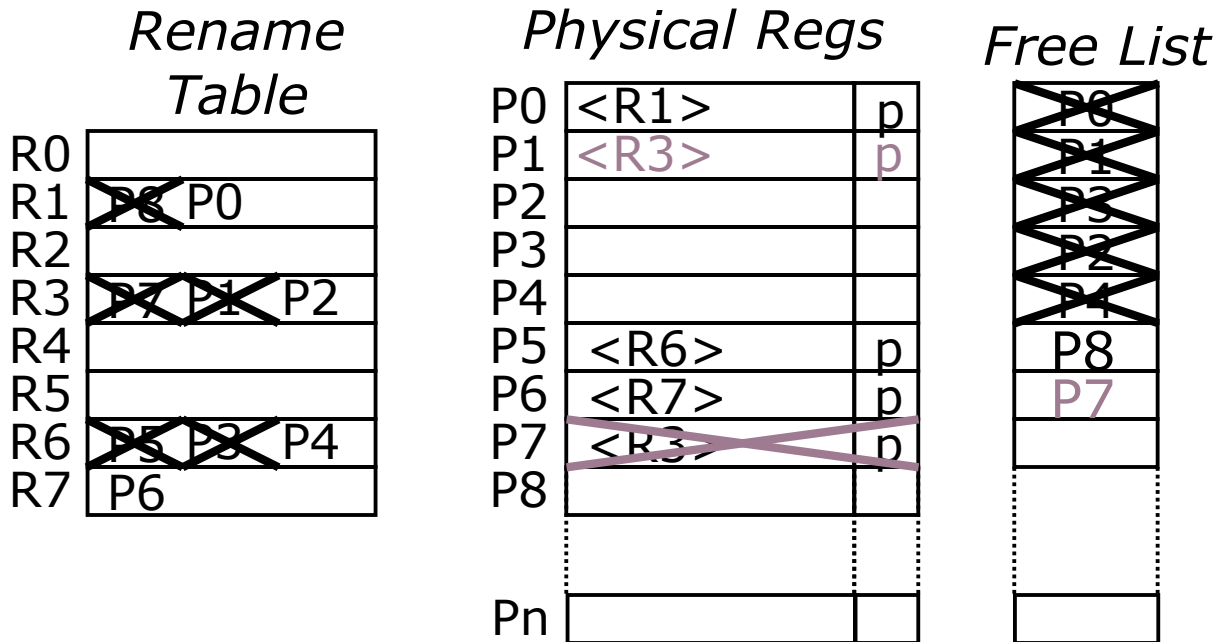 Rename
Table
R0
R1 P8 P0
R2
R3 P7 P1 P2
R4
R5
R6 P5 P3 P4
R7 P6
Physical Regs
P0 <R1> p
P1 <R3> p
P2
P3
P4
P5 <R6> p
P6 <R7> p
P7 <R3> p
P8
Pn
Free List
P0
P1
P3
P2
P4
P8
P7